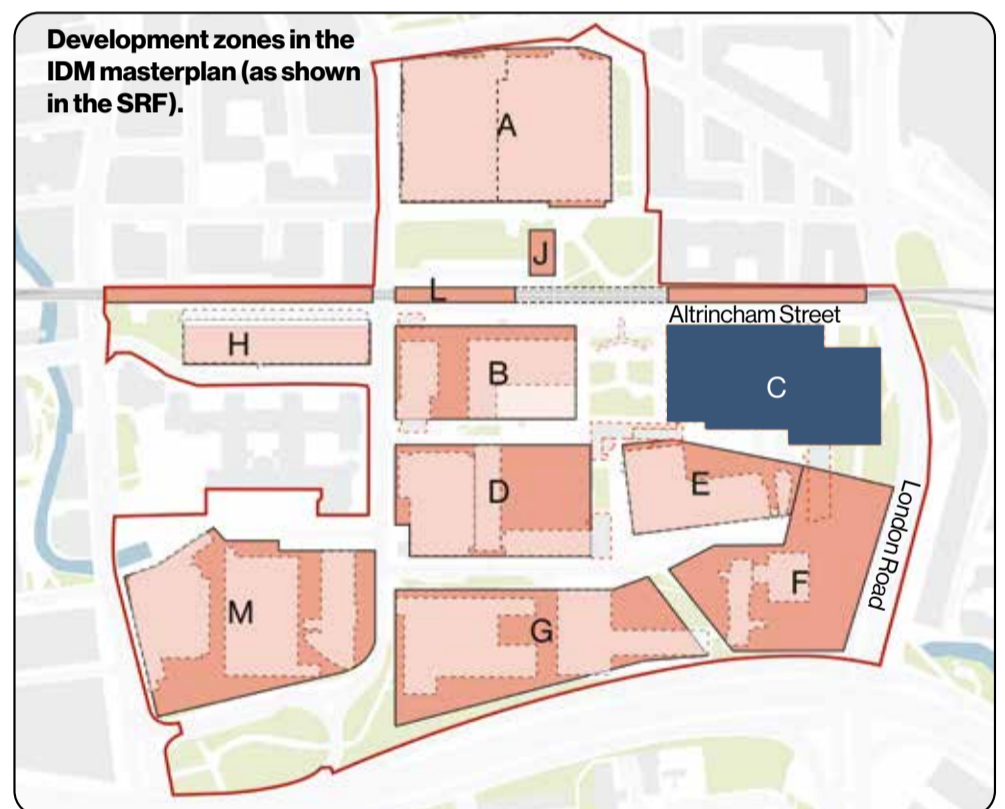 Development zones in the
IDM masterplan (as shown
in the SRF).
A
J
L
Altrincham Street
H
B
C
D
E
London Road
F
M
G